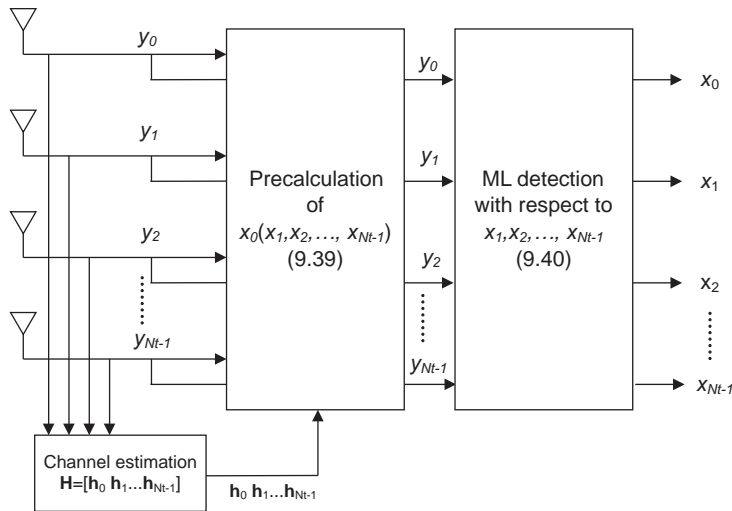 y0
y0
y1
y1
y2
y2
yNt-1
yNt-1
Precalculation
of
x0(x1,x2,…, xNt-1)
(9.39)
ML detection
with respect to
x1,x2,…, xNt-1
(9.40)
x0
x1
x2
xNt-1
Channel estimation
H=[h0 h1...hNt-1]
h0 h1...hNt-1